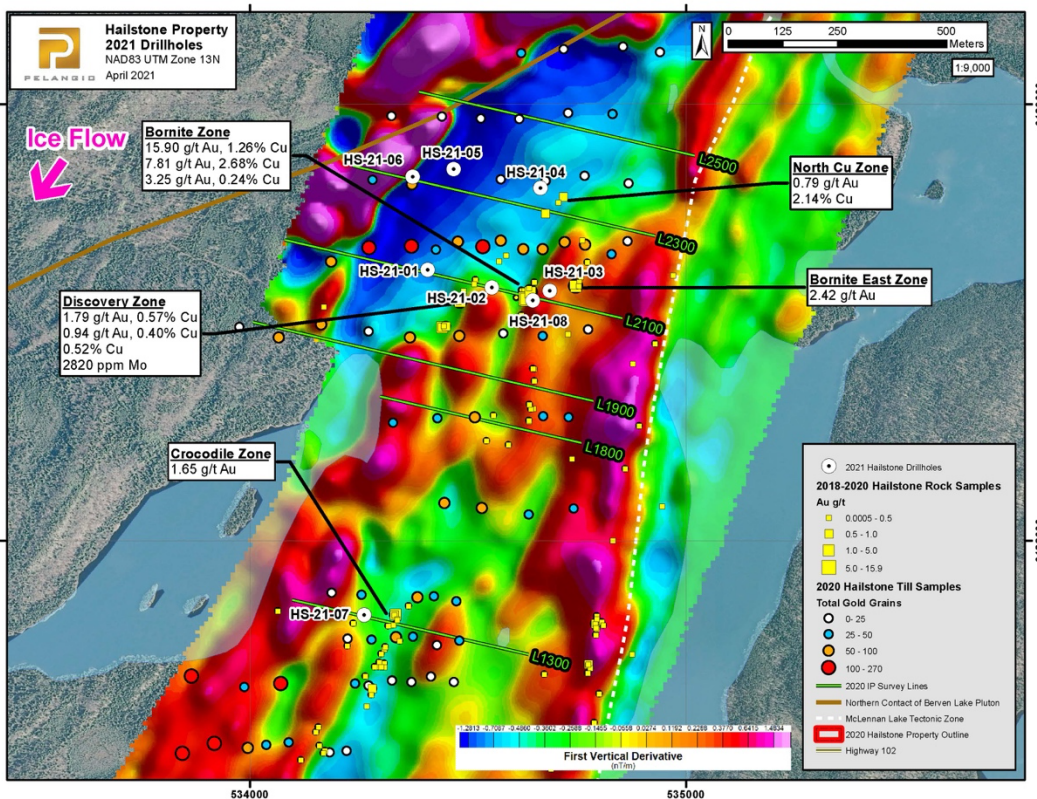 PELANGIO
Hailstone Property
2021 Drillholes
NAD83 UTM Zone 13N
April 2021
N
0 125 250 500
Meters
1:9,000
Ice Flow
Bornite Zone
15.90 g/t Au, 1.26% Cu
7.81 g/t Au, 2.68% Cu
3.25 g/t Au, 0.24% Cu
HS-21-06
HS-21-05
HS-21-04
L2500
North Cu Zone
0.79 g/t Au
2.14% Cu
L2300
HS-21-01
HS-21-03
HS-21-02
Bornite East Zone
2.42 g/t Au
Discovery Zone
1.79 g/t Au, 0.57% Cu
0.94 g/t Au, 0.40% Cu
0.52% Cu
2820 ppm Mo
HS-21-08
L2100
L1900
L1800
Crocodile Zone
1.65 g/t Au
HS-21-07
L1300
2021 Hailstone Drillholes
2018-2020 Hailstone Rock Samples
Au g/t
0.0005 - 0.5
0.5 - 1.0
1.0 - 5.0
5.0 - 15.9
2020 Hailstone Till Samples
Total Gold Grains
0- 25
25 - 50
50 - 100
100 - 270
2020 IP Survey Lines
Northern Contact of Berven Lake Pluton
McLennan Lake Tectonic Zone
2020 Hailstone Property Outline
Highway 102
First Vertical Derivative
(nT/m)
534000
535000